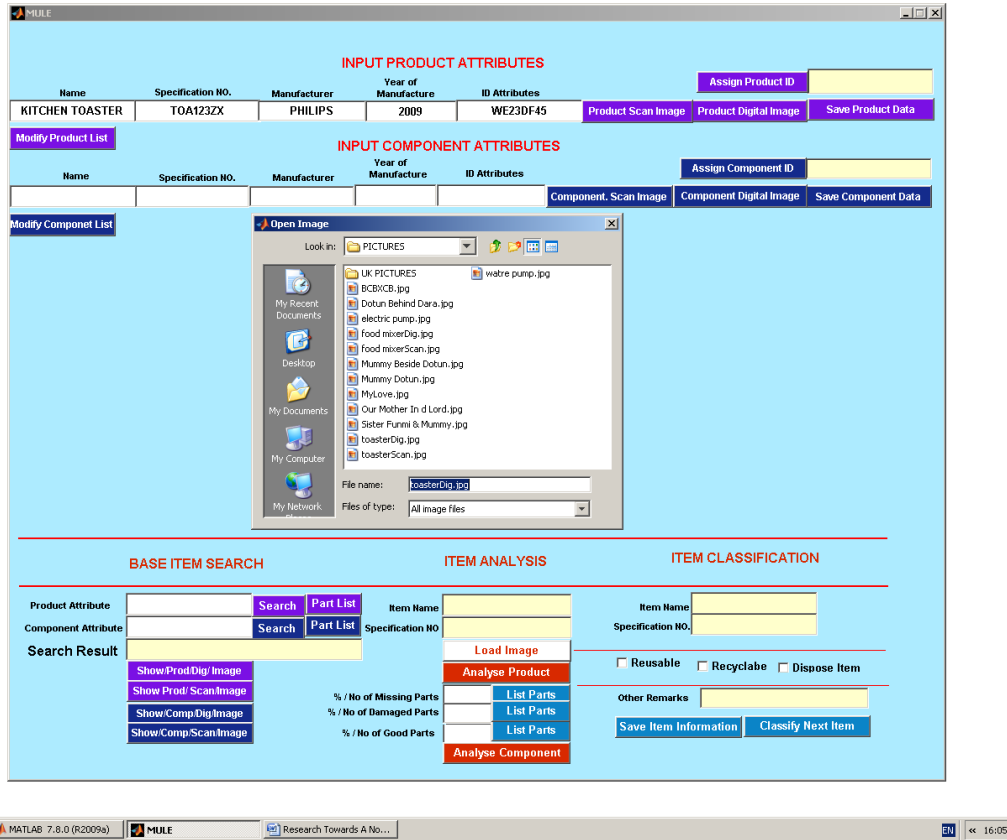 MULE
INPUT PRODUCT ATTRIBUTES
Assign Product ID
Name Specification NO. Manufacturer Year of Manufacture ID Attributes
KITCHEN TOASTER TOA123ZX PHILIPS 2009 WE23DF45 Product Scan Image Product Digital Image Save Product Data
Modify Product List
INPUT COMPONENT ATTRIBUTES
Assign Component ID
Name Specification NO. Manufacturer Year of Manufacture ID Attributes
Component. Scan Image Component Digital Image Save Component Data
Modify Componet List
Open Image
Look in: PICTURES
My Recent Documents
Desktop
My Documents
My Computer
My Network
UK PICTURES
BCBXCB.jpg
Dotun Behind Dara.jpg
electric pump.jpg
food mixerDig.jpg
food mixerScan.jpg
Mummy Beside Dotun.jpg
Mummy Dotun.jpg
MyLove.jpg
Our Mother In d Lord.jpg
Sister Funmi & Mummy.jpg
toasterDig.jpg
toasterScan.jpg
watre pump.jpg
File name: toasterDig.jpg
Files of type: All image files
BASE ITEM SEARCH
Product Attribute Search Part List
Component Attribute Search Part List
Search Result
Show/Prod/Dig/ Image
Show Prod/ Scan/Image
Show/Comp/Dig/Image
Show/Comp/Scan/Image
ITEM ANALYSIS
Item Name
Specification NO
Load Image
Analyse Product
% / No of Missing Parts List Parts
% / No of Damaged Parts List Parts
% / No of Good Parts List Parts
Analyse Component
ITEM CLASSIFICATION
Item Name
Specification NO.
Reusable Recyclabe Dispose Item
Other Remarks
Save Item Information Classify Next Item
MATLAB 7.8.0 (R2009a) MULE Research Towards A No... EN « 16:05